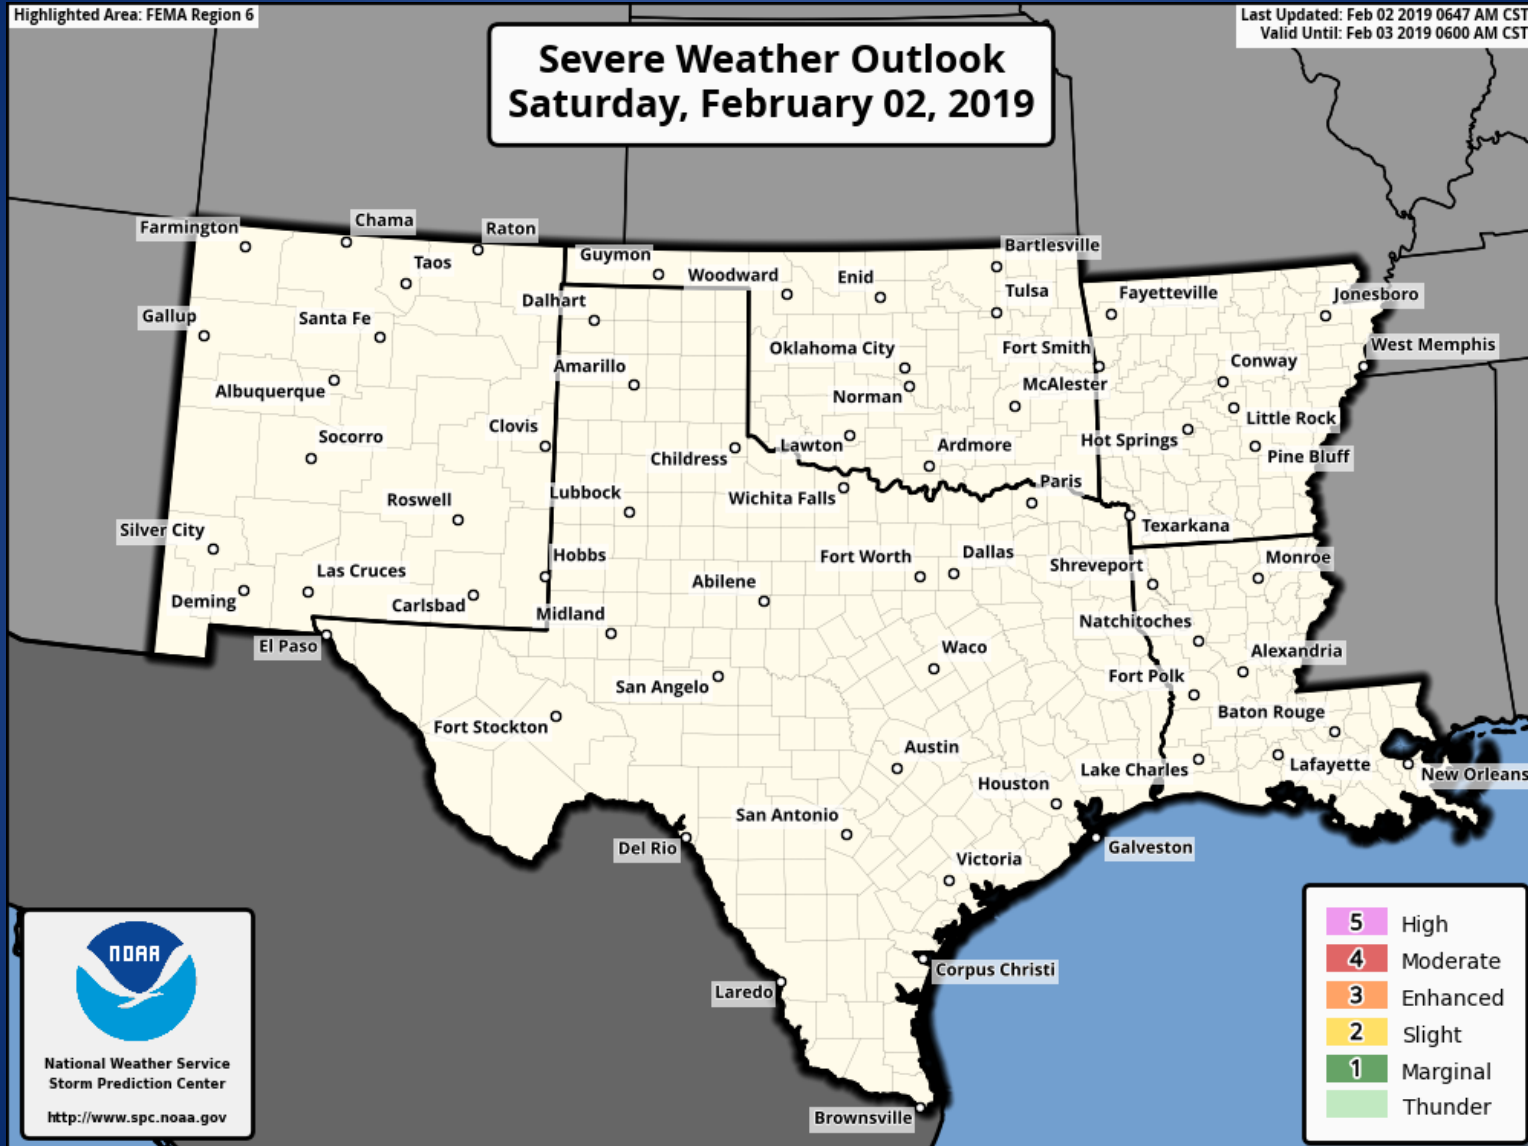 Highlighted Area: FEMA Region 6
Last Updated: Feb 02 2019 0647 AM CST
Valid Until: Feb 03 2019 0600 AM CST
Severe Weather Outlook
Saturday, February 02, 2019
Farmington
Chama
Raton
Taos
Guymon
Woodward
Enid
Bartlesville
Tulsa
Fayetteville
Jonesboro
Gallup
Santa Fe
Dalhart
Oklahoma City
Fort Smith
West Memphis
Conway
Albuquerque
Amarillo
Norman
McAlester
Little Rock
Socorro
Clovis
Childress
Lawton
Ardmore
Hot Springs
Pine Bluff
Roswell
Lubbock
Wichita Falls
Paris
Texarkana
Silver City
Las Cruces
Hobbs
Fort Worth
Dallas
Shreveport
Monroe
Deming
Carlsbad
Abilene
El Paso
Midland
Natchitoches
Waco
Alexandria
San Angelo
Fort Polk
Fort Stockton
Baton Rouge
Austin
Lake Charles
Lafayette
New Orleans
Houston
San Antonio
Del Rio
Galveston
Victoria
Corpus Christi
Laredo
Brownsville
NOAA
National Weather Service
Storm Prediction Center
http://www.spc.noaa.gov
5 High
4 Moderate
3 Enhanced
2 Slight
1 Marginal
Thunder